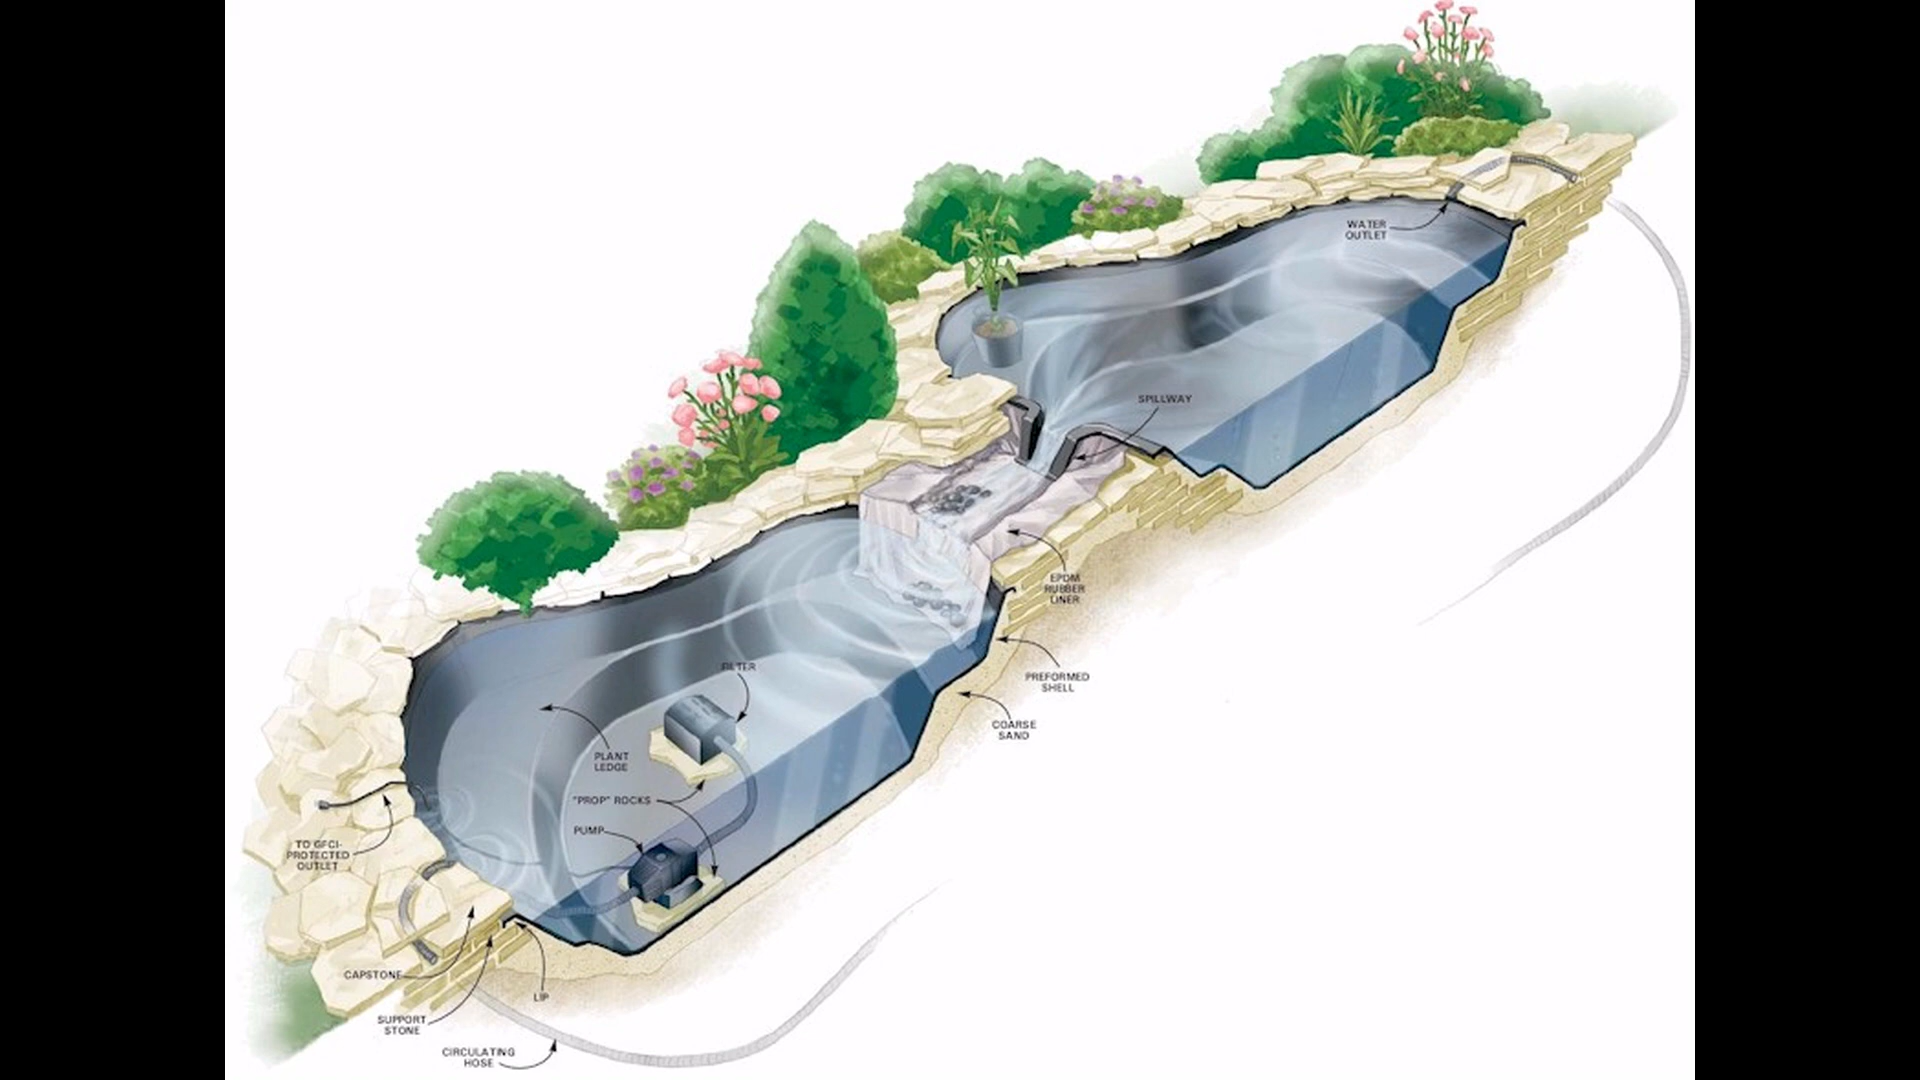 WATER
OUTLET
SPILLWAY
EPDM
RUBBER
LINER
PREFORMED
SHELL
COARSE
SAND
FILTER
PLANT
LEDGE
"PROP" ROCKS
PUMP
TO GFCI-
PROTECTED
OUTLET
CAPSTONE
LIP
SUPPORT
STONE
CIRCULATING
HOSE